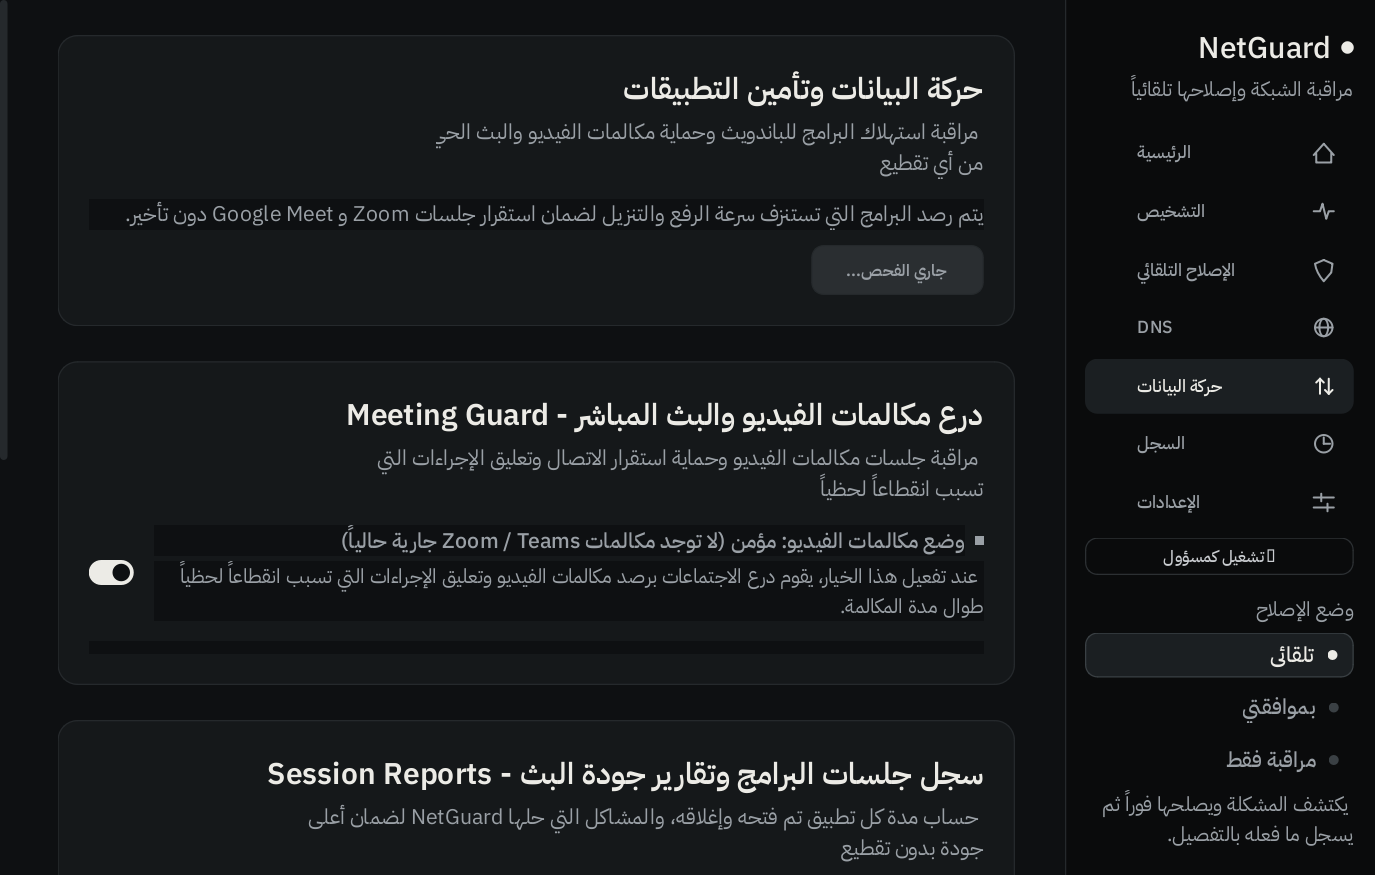 NetGuard
مراقبة الشبكة وإصلاحها تلقائياً
الرئيسية
التشخيص
الإصلاح التلقائي
DNS
حركة البيانات
السجل
الإعدادات
تشغيل كمسؤول
وضع الإصلاح
تلقائي
بموافقتي
مراقبة فقط
يكتشف المشكلة ويصلحها فوراً ثم
يسجل ما فعله بالتفصيل.
حركة البيانات وتأمين التطبيقات
مراقبة استهلاك البرامج للباندويث وحماية مكالمات الفيديو والبث الحي
من أي تقطيع
يتم رصد البرامج التي تستنزف سرعة الرفع والتنزيل لضمان استقرار جلسات Zoom و Google Meet دون تأخير.
جاري الفحص...
درع مكالمات الفيديو والبث المباشر - Meeting Guard
مراقبة جلسات مكالمات الفيديو وحماية استقرار الاتصال وتعليق الإجراءات التي
تسبب انقطاعاً لحظياً
وضع مكالمات الفيديو: مؤمن (لا توجد مكالمات Zoom / Teams جارية حالياً)
عند تفعيل هذا الخيار، يقوم درع الاجتماعات برصد مكالمات الفيديو وتعليق الإجراءات التي تسبب انقطاعاً لحظياً
طوال مدة المكالمة.
سجل جلسات البرامج وتقارير جودة البث - Session Reports
حساب مدة كل تطبيق تم فتحه وإغلاقه، والمشاكل التي حلها NetGuard لضمان أعلى
جودة بدون تقطيع